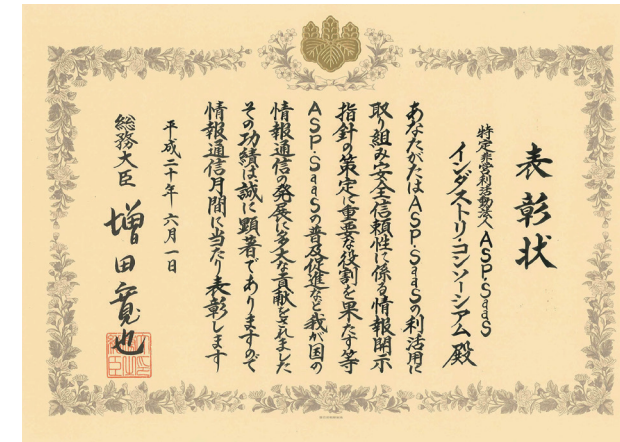 表彰状
特定非営利活動法人ASP・SaaS
インダストリ・コンソーシアム 殿
あなたがたはASP・SaaSの利活用に
取り組み安全信頼性に係る情報開示
指針の策定に重要な役割を果たす等
ASP・SaaSの普及促進など我が国の
情報通信の発展に多大な貢献をされました
その功績は誠に顕著でありますので
情報通信月間に当たり表彰します
平成二十年 六月一日
総務大臣 増田寛也